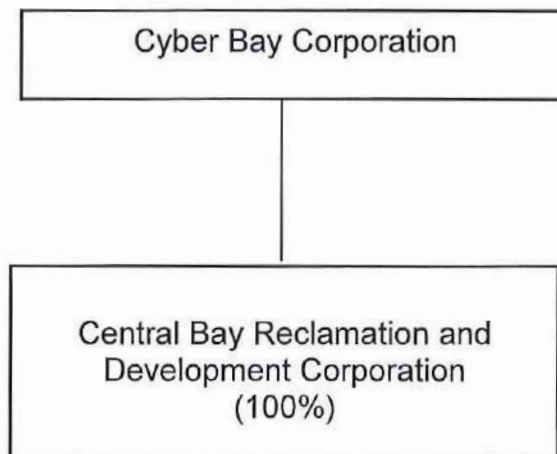 Cyber Bay Corporation
Central Bay Reclamation and
Development Corporation
(100%)